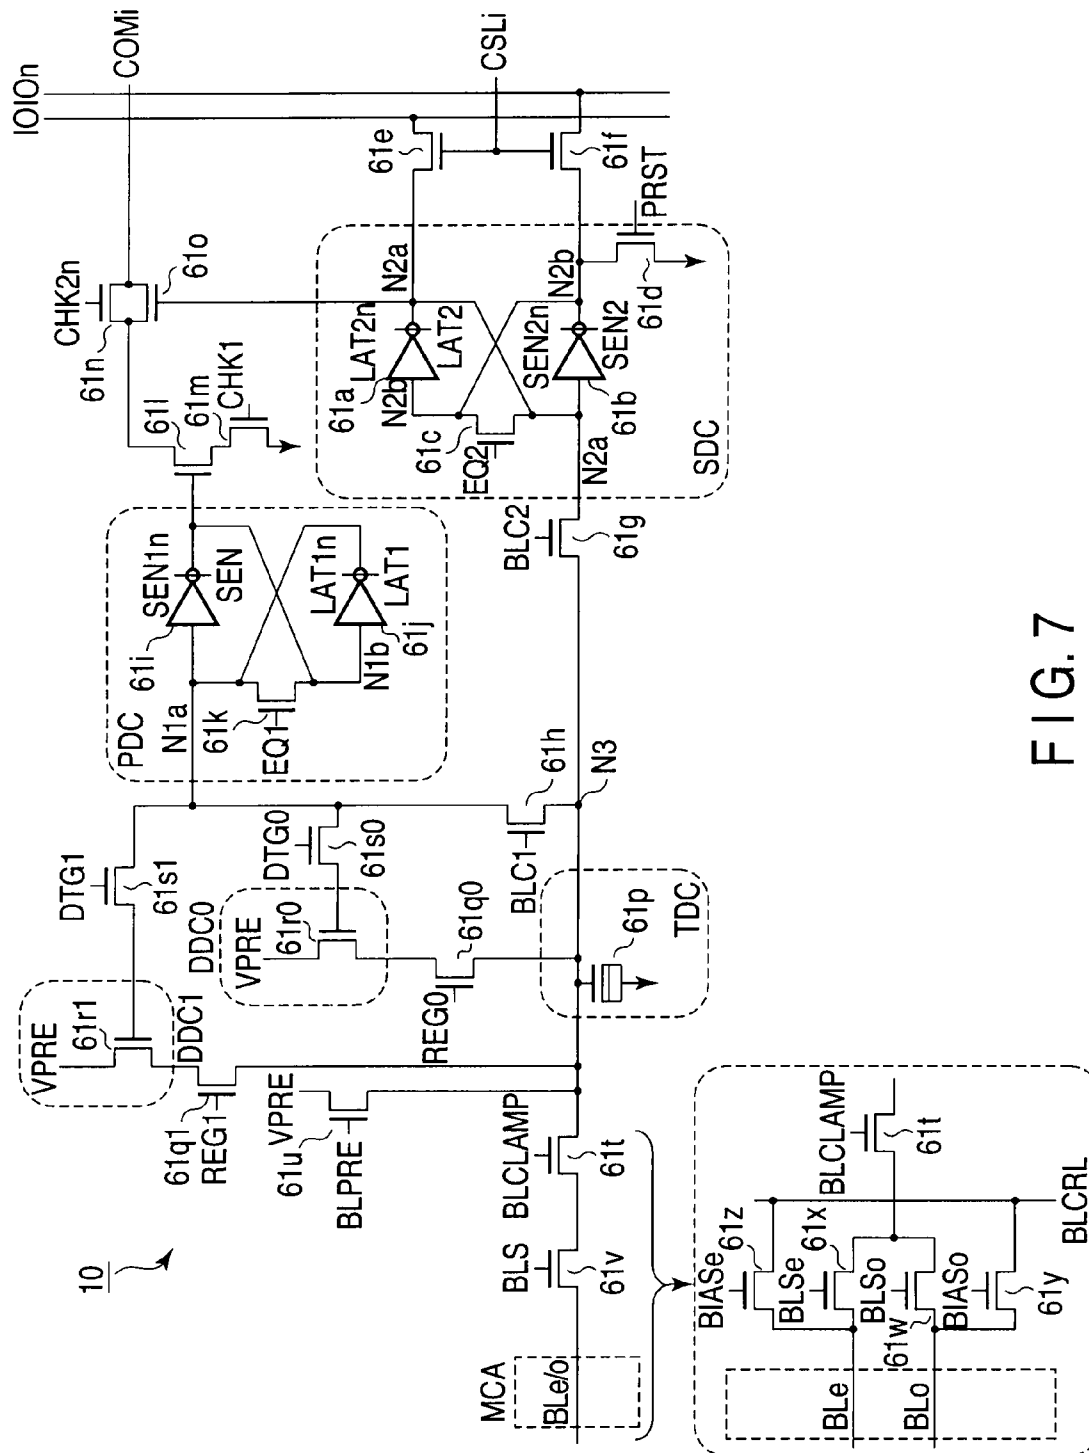 10
VPRE
61r1
DDC1
61q1
REG1
DTG1
61s1
61u
VPRE
BLPRE
DDC0
VPRE
61r0
REG0
61q0
DTG0
61s0
BLC1
61h
N3
PDC
N1a
61i
SEN1n
SEN
61k
EQ1
LAT1n
LAT1
N1b
61j
61l
61m
CHK1
CHK2n
61n
61o
COMi
IOIOn
CSLi
61e
61f
N2a
LAT2n
LAT2
61a
N2b
61c
EQ2
N2a
SEN2n
SEN2
61b
N2b
61d
PRST
SDC
BLC2
61g
61p
TDC
MCA
BLe/o
BLS
61v
BLCLAMP
61t
BIASe
61z
BLSe
61x
BLSo
61w
BIASo
61y
BLCLAMP
61t
BLCRL
BLe
BLo
FIG. 7